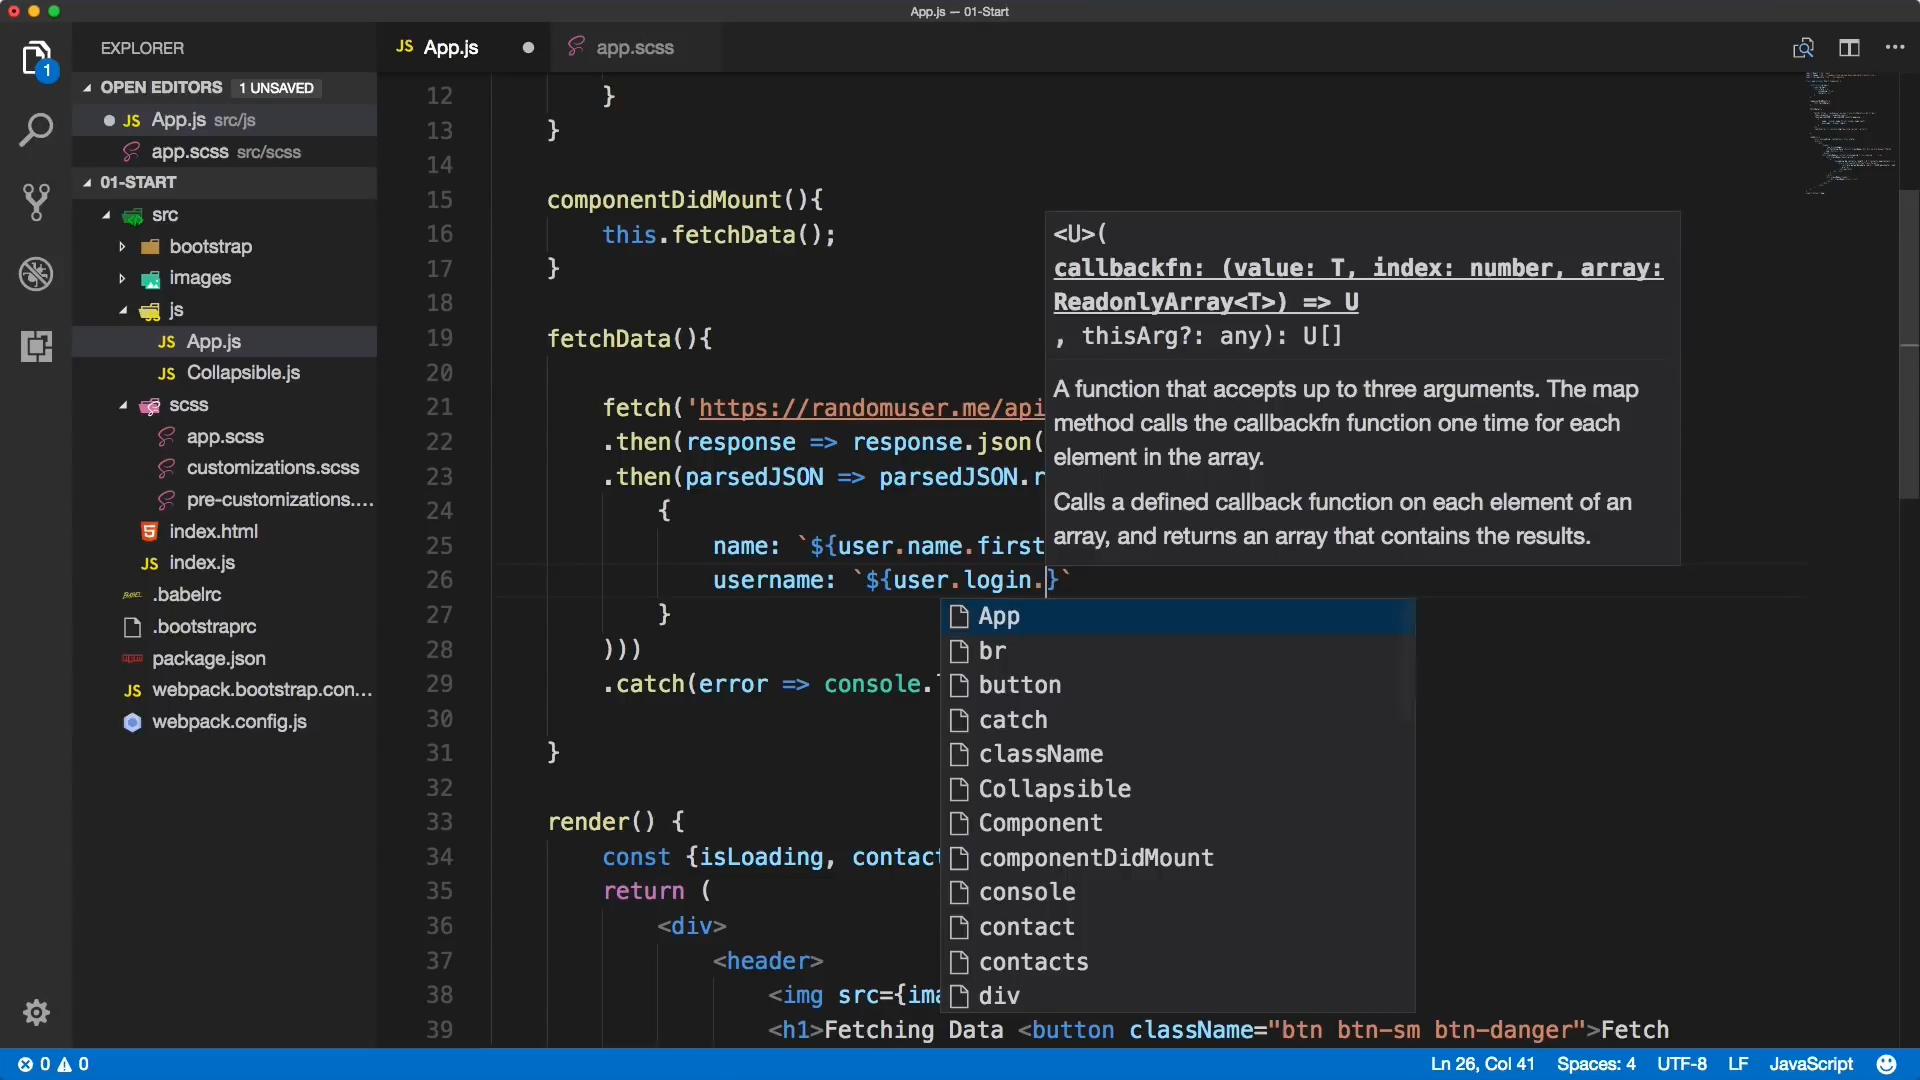 App.js — 01-Start
EXPLORER
OPEN EDITORS 1 UNSAVED
JS App.js src/js
app.scss src/scss
01-START
src
bootstrap
images
js
JS App.js
JS Collapsible.js
scss
app.scss
customizations.scss
pre-customizations....
5 index.html
JS index.js
.babelrc
.bootstraprc
package.json
JS webpack.bootstrap.con...
webpack.config.js
1
JS App.js
app.scss
12 }
13 }
14
15 componentDidMount(){
16 this.fetchData();
17 }
18
19 fetchData(){
20
21 fetch('https://randomuser.me/api
22 .then(response => response.json(
23 .then(parsedJSON => parsedJSON.r
24 {
25 name: `${user.name.first
26 username: `${user.login.}`
27 }
28 )))
29 .catch(error => console.
30
31 }
32
33 render() {
34 const {isLoading, contact
35 return (
36 <div>
37 <header>
38 <img src={ima
39 <h1>Fetching Data <button className="btn btn-sm btn-danger">Fetch
<U>(
callbackfn: (value: T, index: number, array:
ReadonlyArray<T>) => U
, thisArg?: any): U[]
A function that accepts up to three arguments. The map
method calls the callbackfn function one time for each
element in the array.
Calls a defined callback function on each element of an
array, and returns an array that contains the results.
App
br
button
catch
className
Collapsible
Component
componentDidMount
console
contact
contacts
div
0 0
Ln 26, Col 41 Spaces: 4 UTF-8 LF JavaScript